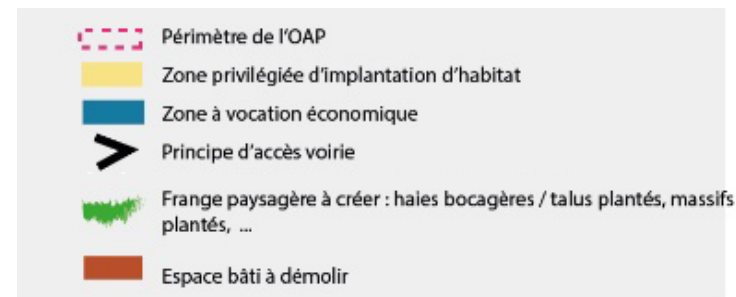 Périmètre de l'OAP
Zone privilégiée d'implantation d'habitat
Zone à vocation économique
Principe d'accès voirie
Frange paysagère à créer : haies bocagères / talus plantés, massifs
plantés, ...
Espace bâti à démolir